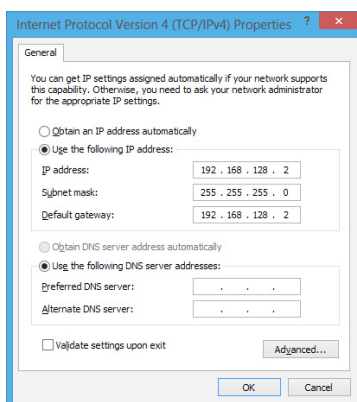 Internet Protocol Version 4 (TCP/IPv4) Properties ? ×
General
You can get IP settings assigned automatically if your network supports
this capability. Otherwise, you need to ask your network administrator
for the appropriate IP settings.
Obtain an IP address automatically
Use the following IP address:
IP address: 192 . 168 . 128 . 2
Subnet mask: 255 . 255 . 255 . 0
Default gateway: 192 . 168 . 128 . 2
Obtain DNS server address automatically
Use the following DNS server addresses:
Preferred DNS server: . . .
Alternate DNS server: . . .
Validate settings upon exit
Advanced...
OK Cancel